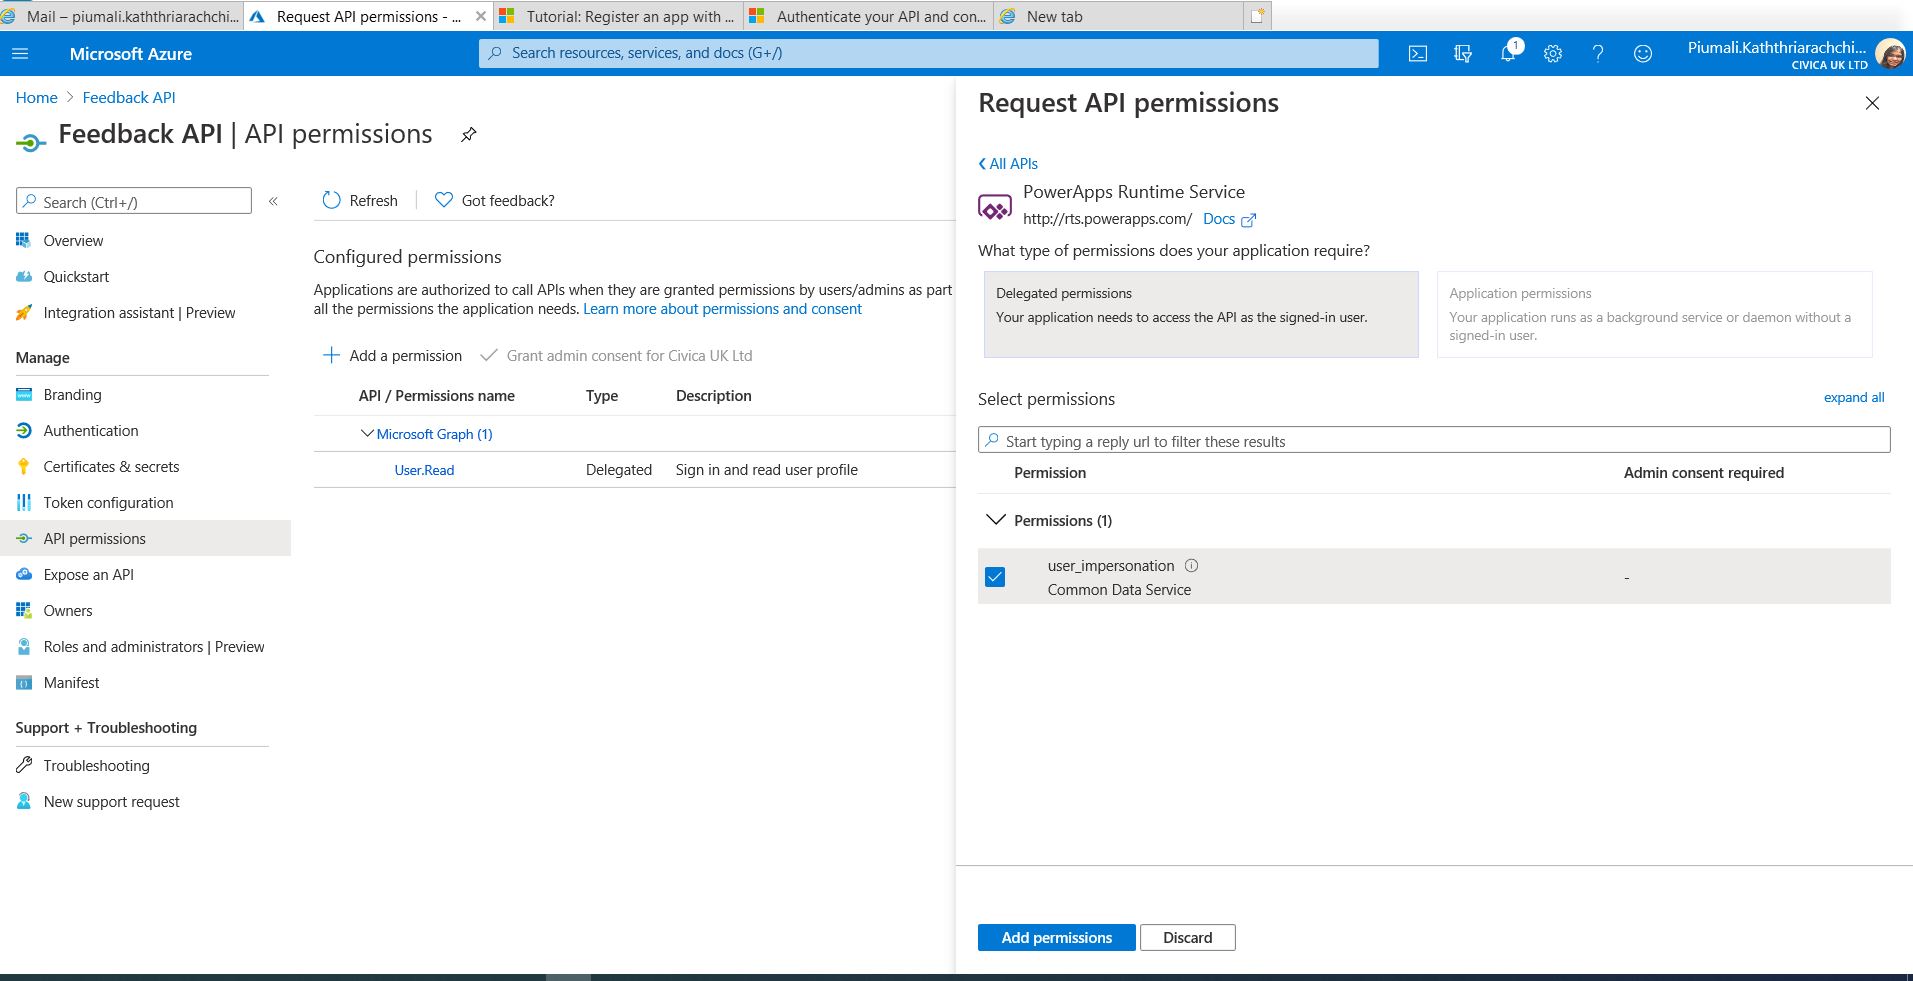 Mail – piumali.kaththriarachchi...
Request API permissions - ...
Tutorial: Register an app with ...
Authenticate your API and con...
New tab
Microsoft Azure
Search resources, services, and docs (G+/)
1
Piumali.Kaththriarachchi...
CIVICA UK LTD
Home > Feedback API
Feedback API | API permissions
Search (Ctrl+/)
Overview
Quickstart
Integration assistant | Preview
Manage
Branding
Authentication
Certificates & secrets
Token configuration
API permissions
Expose an API
Owners
Roles and administrators | Preview
Manifest
Support + Troubleshooting
Troubleshooting
New support request
Refresh
Got feedback?
Configured permissions
Applications are authorized to call APIs when they are granted permissions by users/admins as part
all the permissions the application needs. Learn more about permissions and consent
Add a permission
Grant admin consent for Civica UK Ltd
API / Permissions name Type Description
Microsoft Graph (1)
User.Read Delegated Sign in and read user profile
Request API permissions
All APIs
PowerApps Runtime Service
http://rts.powerapps.com/ Docs
What type of permissions does your application require?
Delegated permissions
Your application needs to access the API as the signed-in user.
Application permissions
Your application runs as a background service or daemon without a
signed-in user.
Select permissions
expand all
Start typing a reply url to filter these results
Permission Admin consent required
Permissions (1)
user_impersonation
Common Data Service
-
Add permissions
Discard